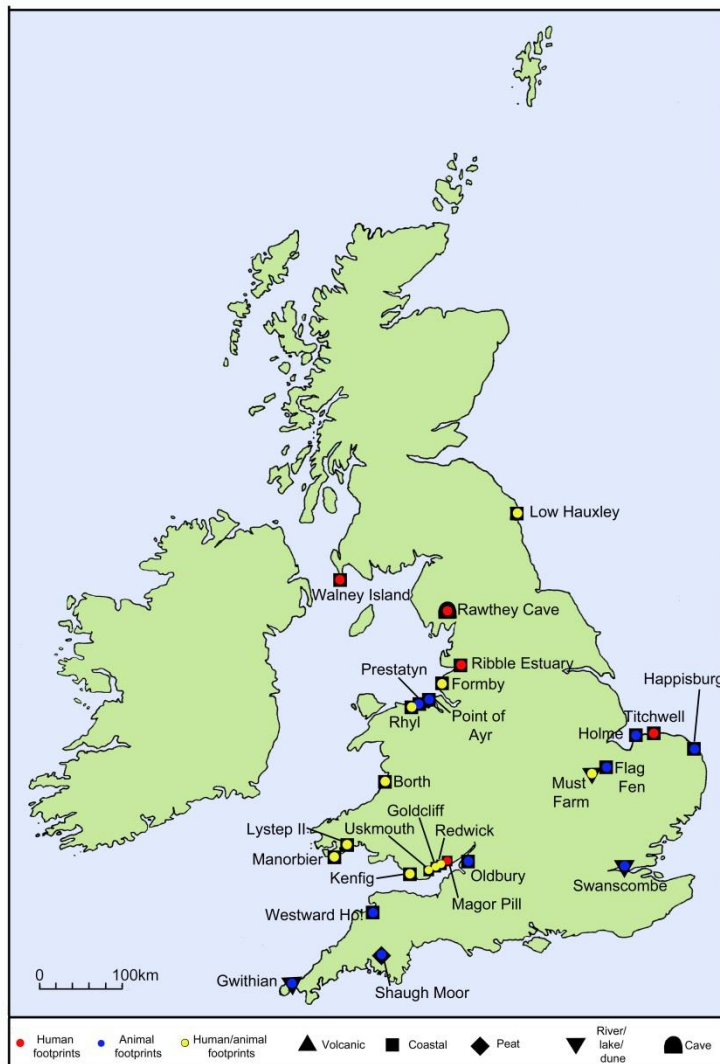 Low Hauxley
Walney Island
Rawthey Cave
Ribble Estuary
Prestatyn
Formby
Happisburg
Rhyl
Point of
Ayr
Titchwell
Holme
Borth
Must
Farm
Flag
Fen
Goldcliff
Lystep II
Uskmouth
Redwick
Manorbier
Kenfig
Oldbury
Magor Pill
Swanscombe
Westward Ho!
Gwithian
Shaugh Moor
0 100km
Human
footprints
Animal
footprints
Human/animal
footprints
Volcanic
Coastal
Peat
River/
lake/
dune
Cave